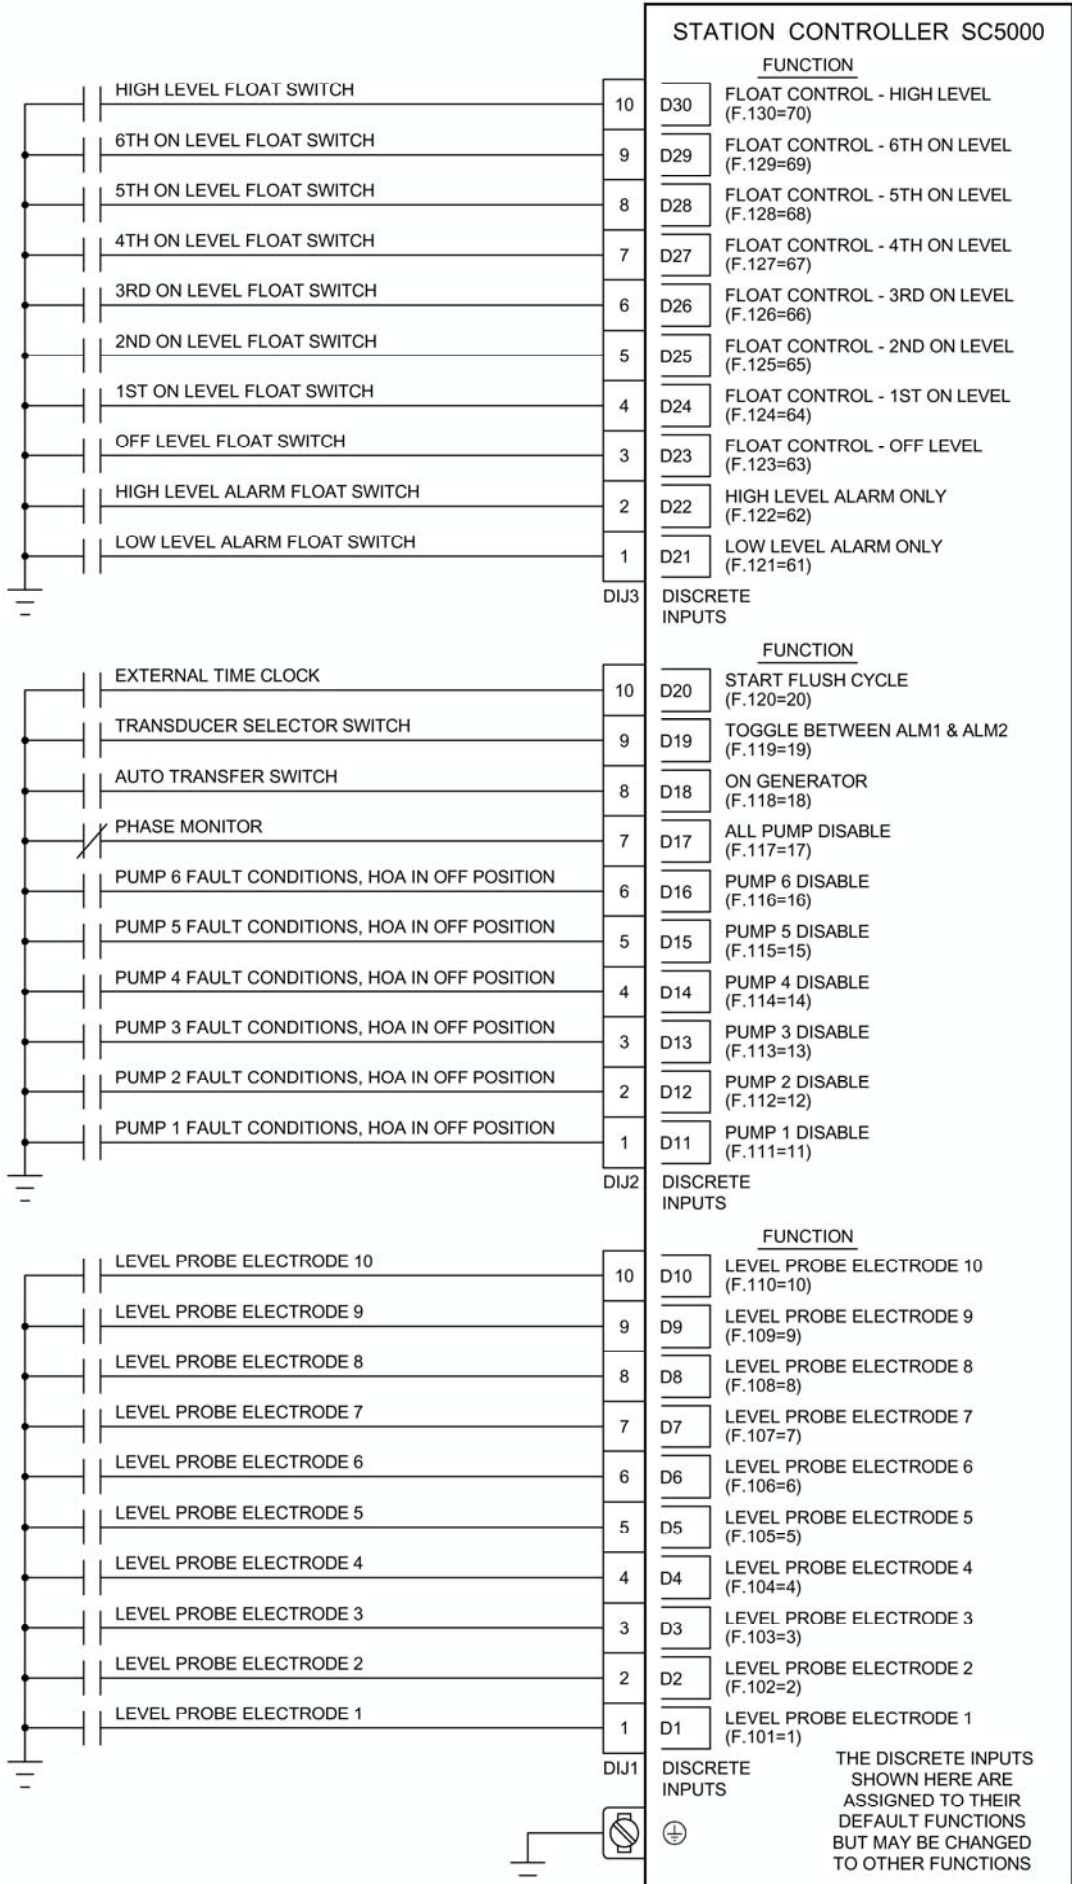 STATION CONTROLLER SC5000
FUNCTION
HIGH LEVEL FLOAT SWITCH
10
D30
FLOAT CONTROL - HIGH LEVEL
(F.130=70)
6TH ON LEVEL FLOAT SWITCH
9
D29
FLOAT CONTROL - 6TH ON LEVEL
(F.129=69)
5TH ON LEVEL FLOAT SWITCH
8
D28
FLOAT CONTROL - 5TH ON LEVEL
(F.128=68)
4TH ON LEVEL FLOAT SWITCH
7
D27
FLOAT CONTROL - 4TH ON LEVEL
(F.127=67)
3RD ON LEVEL FLOAT SWITCH
6
D26
FLOAT CONTROL - 3RD ON LEVEL
(F.126=66)
2ND ON LEVEL FLOAT SWITCH
5
D25
FLOAT CONTROL - 2ND ON LEVEL
(F.125=65)
1ST ON LEVEL FLOAT SWITCH
4
D24
FLOAT CONTROL - 1ST ON LEVEL
(F.124=64)
OFF LEVEL FLOAT SWITCH
3
D23
FLOAT CONTROL - OFF LEVEL
(F.123=63)
HIGH LEVEL ALARM FLOAT SWITCH
2
D22
HIGH LEVEL ALARM ONLY
(F.122=62)
LOW LEVEL ALARM FLOAT SWITCH
1
D21
LOW LEVEL ALARM ONLY
(F.121=61)
DIJ3
DISCRETE
INPUTS
FUNCTION
EXTERNAL TIME CLOCK
10
D20
START FLUSH CYCLE
(F.120=20)
TRANSDUCER SELECTOR SWITCH
9
D19
TOGGLE BETWEEN ALM1 & ALM2
(F.119=19)
AUTO TRANSFER SWITCH
8
D18
ON GENERATOR
(F.118=18)
PHASE MONITOR
7
D17
ALL PUMP DISABLE
(F.117=17)
PUMP 6 FAULT CONDITIONS, HOA IN OFF POSITION
6
D16
PUMP 6 DISABLE
(F.116=16)
PUMP 5 FAULT CONDITIONS, HOA IN OFF POSITION
5
D15
PUMP 5 DISABLE
(F.115=15)
PUMP 4 FAULT CONDITIONS, HOA IN OFF POSITION
4
D14
PUMP 4 DISABLE
(F.114=14)
PUMP 3 FAULT CONDITIONS, HOA IN OFF POSITION
3
D13
PUMP 3 DISABLE
(F.113=13)
PUMP 2 FAULT CONDITIONS, HOA IN OFF POSITION
2
D12
PUMP 2 DISABLE
(F.112=12)
PUMP 1 FAULT CONDITIONS, HOA IN OFF POSITION
1
D11
PUMP 1 DISABLE
(F.111=11)
DIJ2
DISCRETE
INPUTS
FUNCTION
LEVEL PROBE ELECTRODE 10
10
D10
LEVEL PROBE ELECTRODE 10
(F.110=10)
LEVEL PROBE ELECTRODE 9
9
D9
LEVEL PROBE ELECTRODE 9
(F.109=9)
LEVEL PROBE ELECTRODE 8
8
D8
LEVEL PROBE ELECTRODE 8
(F.108=8)
LEVEL PROBE ELECTRODE 7
7
D7
LEVEL PROBE ELECTRODE 7
(F.107=7)
LEVEL PROBE ELECTRODE 6
6
D6
LEVEL PROBE ELECTRODE 6
(F.106=6)
LEVEL PROBE ELECTRODE 5
5
D5
LEVEL PROBE ELECTRODE 5
(F.105=5)
LEVEL PROBE ELECTRODE 4
4
D4
LEVEL PROBE ELECTRODE 4
(F.104=4)
LEVEL PROBE ELECTRODE 3
3
D3
LEVEL PROBE ELECTRODE 3
(F.103=3)
LEVEL PROBE ELECTRODE 2
2
D2
LEVEL PROBE ELECTRODE 2
(F.102=2)
LEVEL PROBE ELECTRODE 1
1
D1
LEVEL PROBE ELECTRODE 1
(F.101=1)
DIJ1
DISCRETE
INPUTS
THE DISCRETE INPUTS
SHOWN HERE ARE
ASSIGNED TO THEIR
DEFAULT FUNCTIONS
BUT MAY BE CHANGED
TO OTHER FUNCTIONS